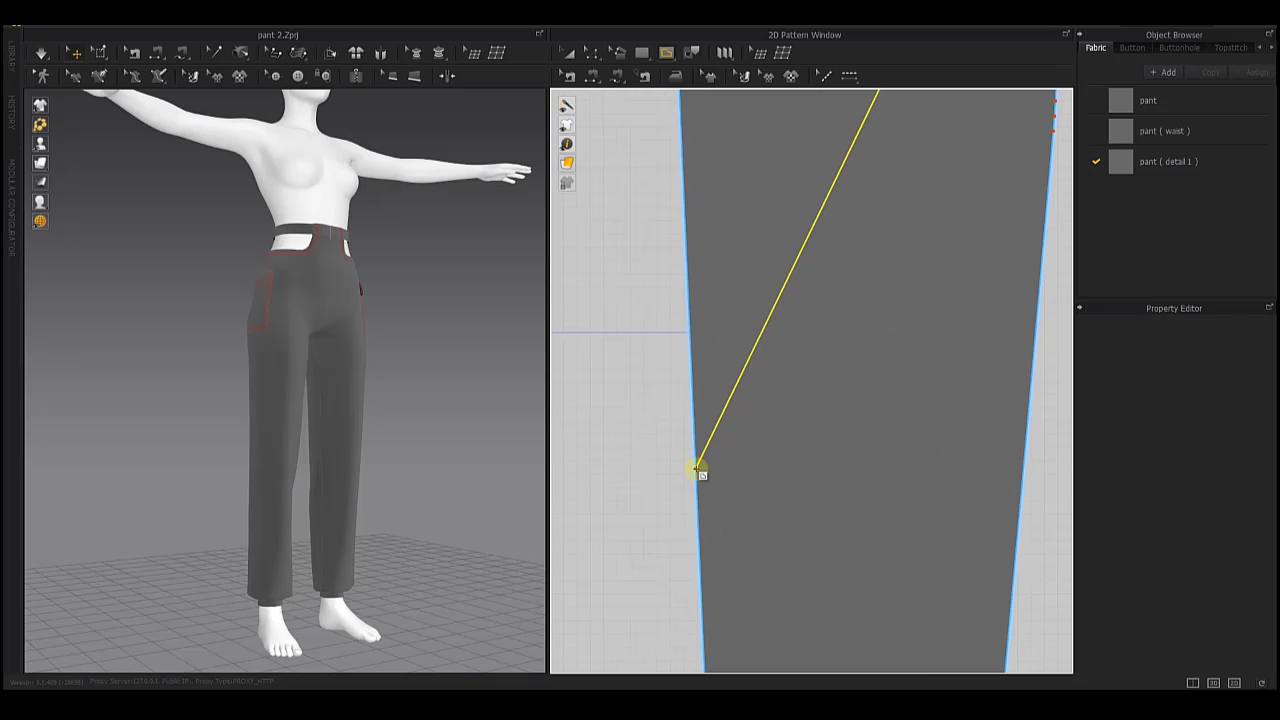 pant 2.Zprj
2D Pattern Window
Object Browser
LIBRARY
HISTORY
MODULAR CONFIGURATOR
Fabric
Button
Buttonhole
Topstitch
+ Add
Copy
Assign
pant
pant ( waist )
pant ( detail 1 )
Property Editor